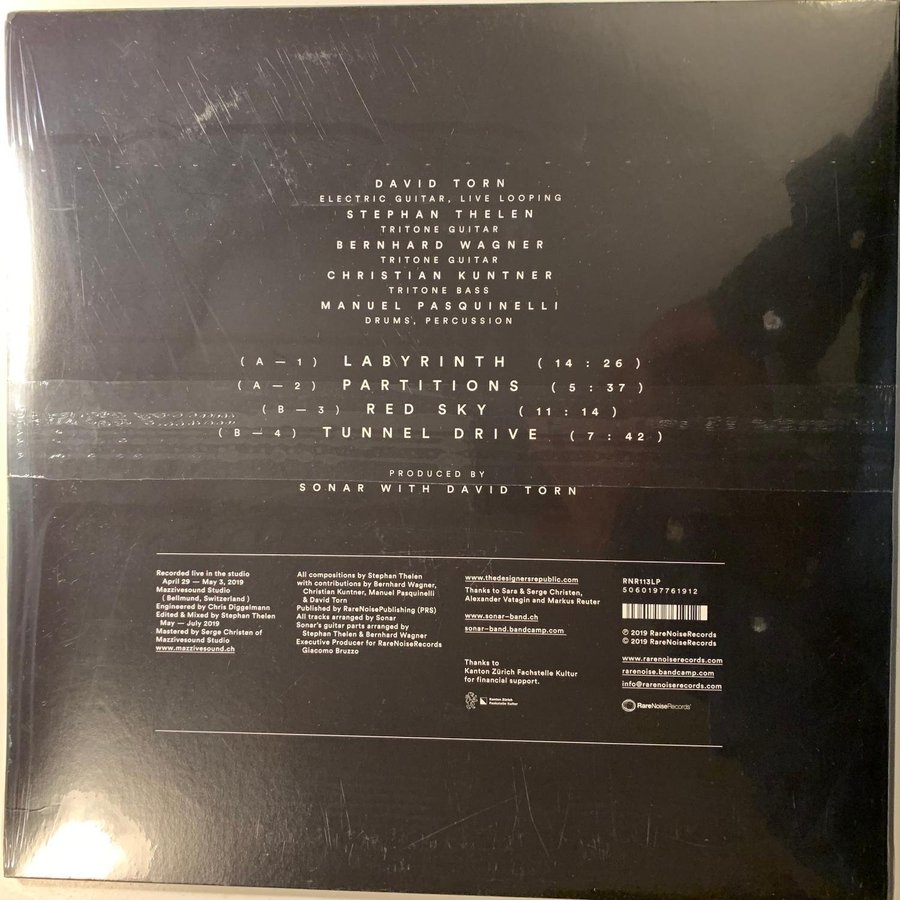 DAVID TORN
ELECTRIC GUITAR, LIVE LOOPING
STEPHAN THELEN
TRITONE GUITAR
BERNHARD WAGNER
TRITONE GUITAR
CHRISTIAN KUNTNER
TRITONE BASS
MANUEL PASQUINELLI
DRUMS, PERCUSSION
( A — 1 ) LABYRINTH ( 14 : 26 )
( A — 2 ) PARTITIONS ( 5 : 37 )
( B — 3 ) RED SKY ( 11 : 14 )
( B — 4 ) TUNNEL DRIVE ( 7 : 42 )
PRODUCED BY
SONAR WITH DAVID TORN
Recorded live in the studio
April 29 — May 3, 2019
Mazzivesound Studio
( Bellmund, Switzerland )
Engineered by Chris Diggelmann
Edited & Mixed by Stephan Thelen
May — July 2019
Mastered by Serge Christen of
Mazzivesound Studio
www.mazzivesound.ch
All compositions by Stephan Thelen
with contributions by Bernhard Wagner,
Christian Kuntner, Manuel Pasquinelli
& David Torn
Published by RareNoisePublishing (PRS)
All tracks arranged by Sonar
Sonar's guitar parts arranged by
Stephan Thelen & Bernhard Wagner
Executive Producer for RareNoiseRecords
Giacomo Bruzzo
www.thedesignersrepublic.com
Thanks to Sara & Serge Christen,
Alexander Vatagin and Markus Reuter
www.sonar-band.ch
sonar-band.bandcamp.com
Thanks to
Kanton Zürich Fachstelle Kultur
for financial support.
Kanton Zürich
Fachstelle Kultur
RNR113LP
5060197761912
℗ 2019 RareNoiseRecords
© 2019 RareNoiseRecords
www.rarenoiserecords.com
rarenoise.bandcamp.com
info@rarenoiserecords.com
RareNoiseRecords